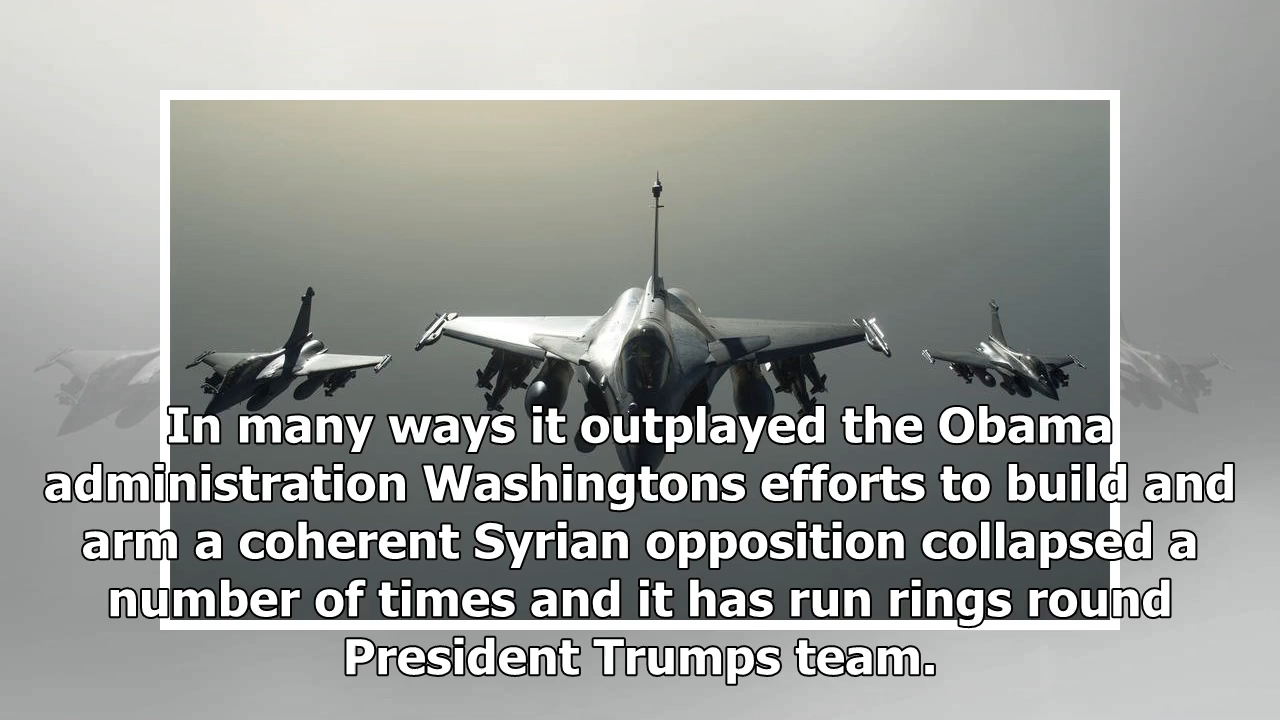 In many ways it outplayed the Obama
administration Washingtons efforts to build and
arm a coherent Syrian opposition collapsed a
number of times and it has run rings round
President Trumps team.